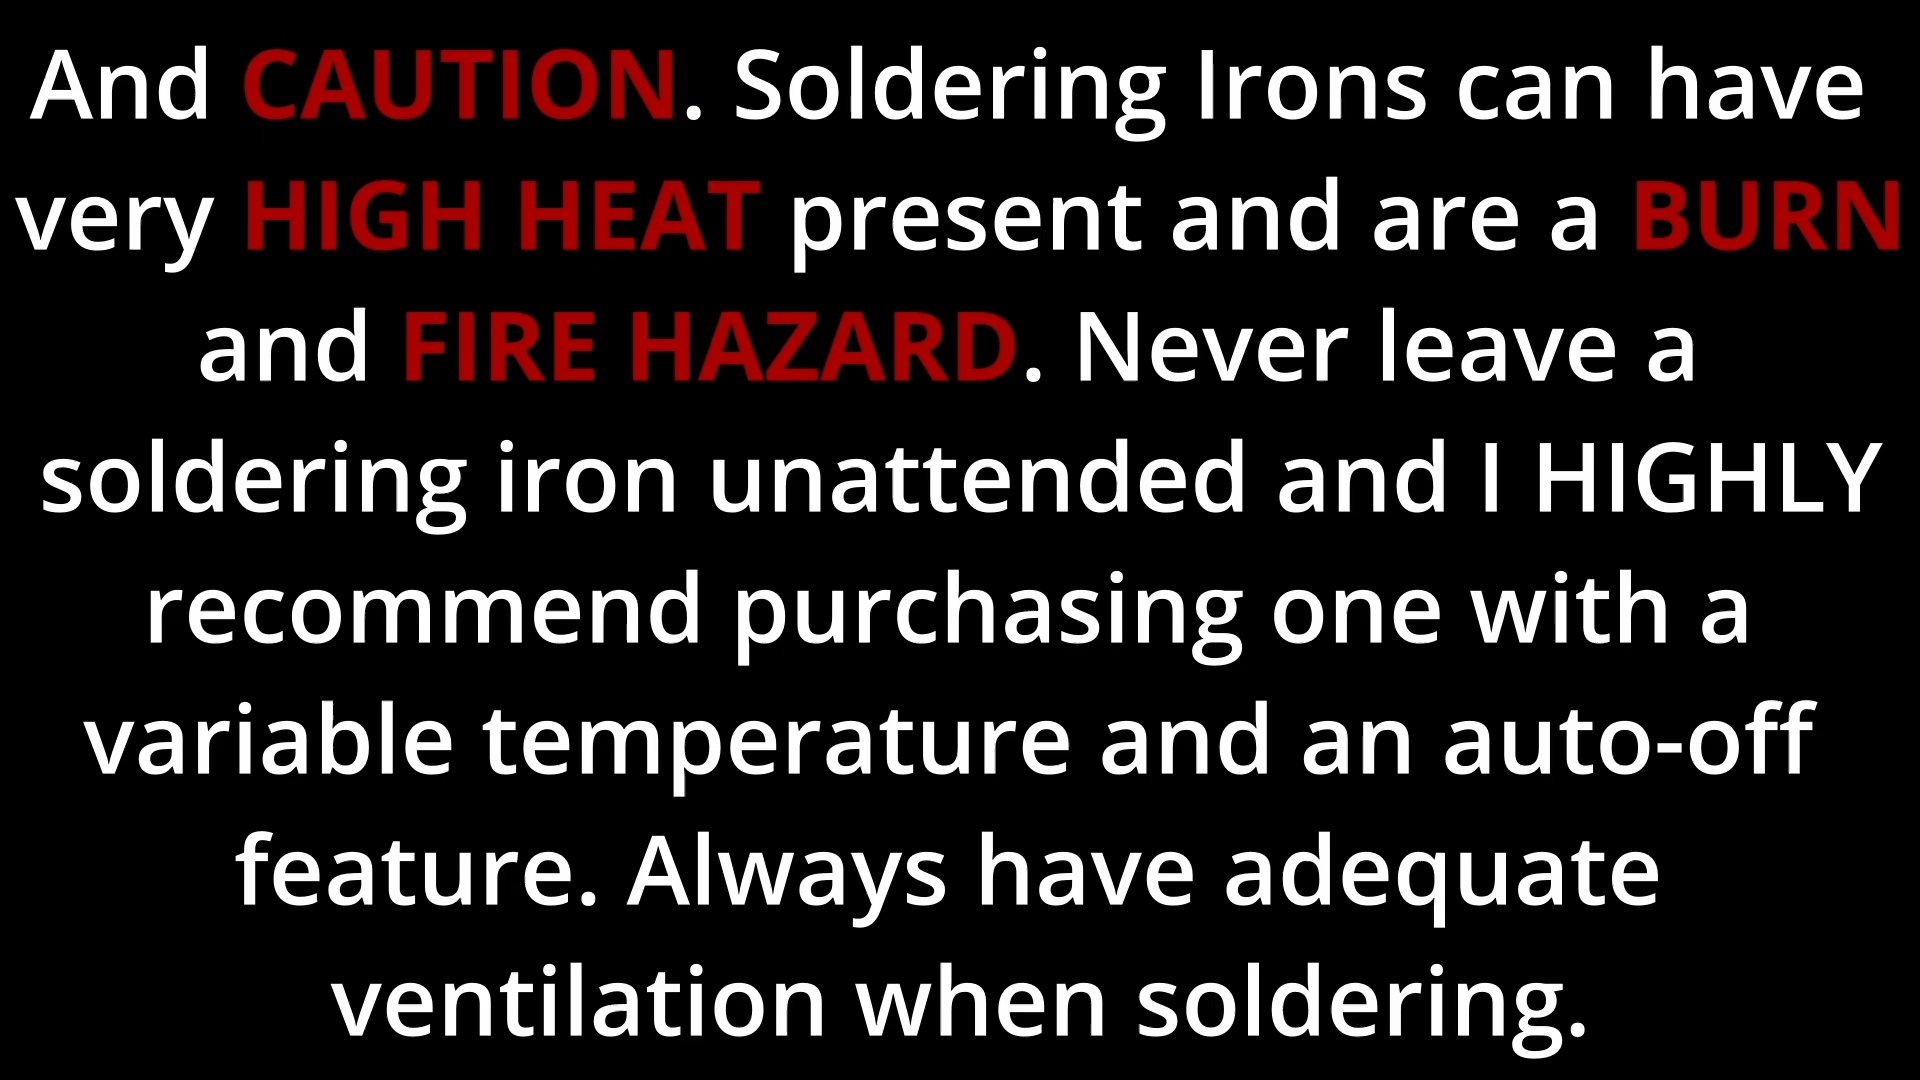 And CAUTION. Soldering Irons can have
very HIGH HEAT present and are a BURN
and FIRE HAZARD. Never leave a
soldering iron unattended and I HIGHLY
recommend purchasing one with a
variable temperature and an auto-off
feature. Always have adequate
ventilation when soldering.